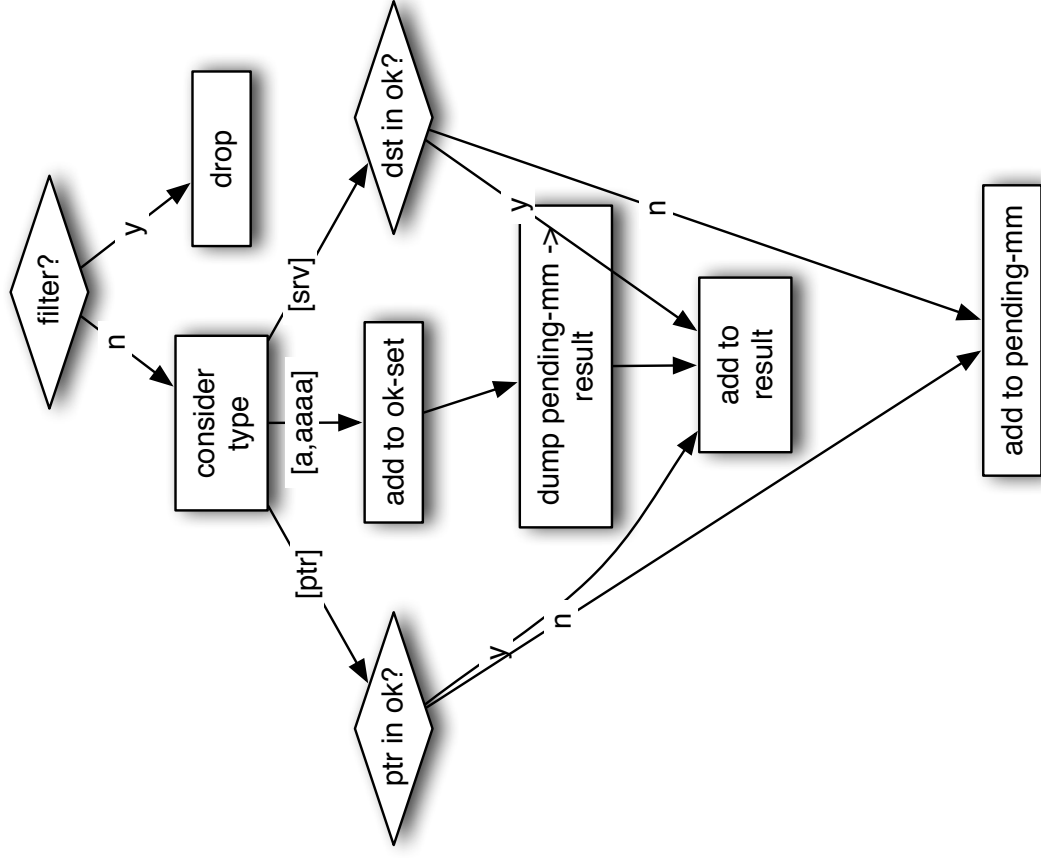 filter?
n
y
consider
type
drop
[ptr]
[a,aaaa]
[srv]
ptr in ok?
add to ok-set
dst in ok?
y
n
dump pending-mm ->
result
y
n
add to
result
add to pending-mm